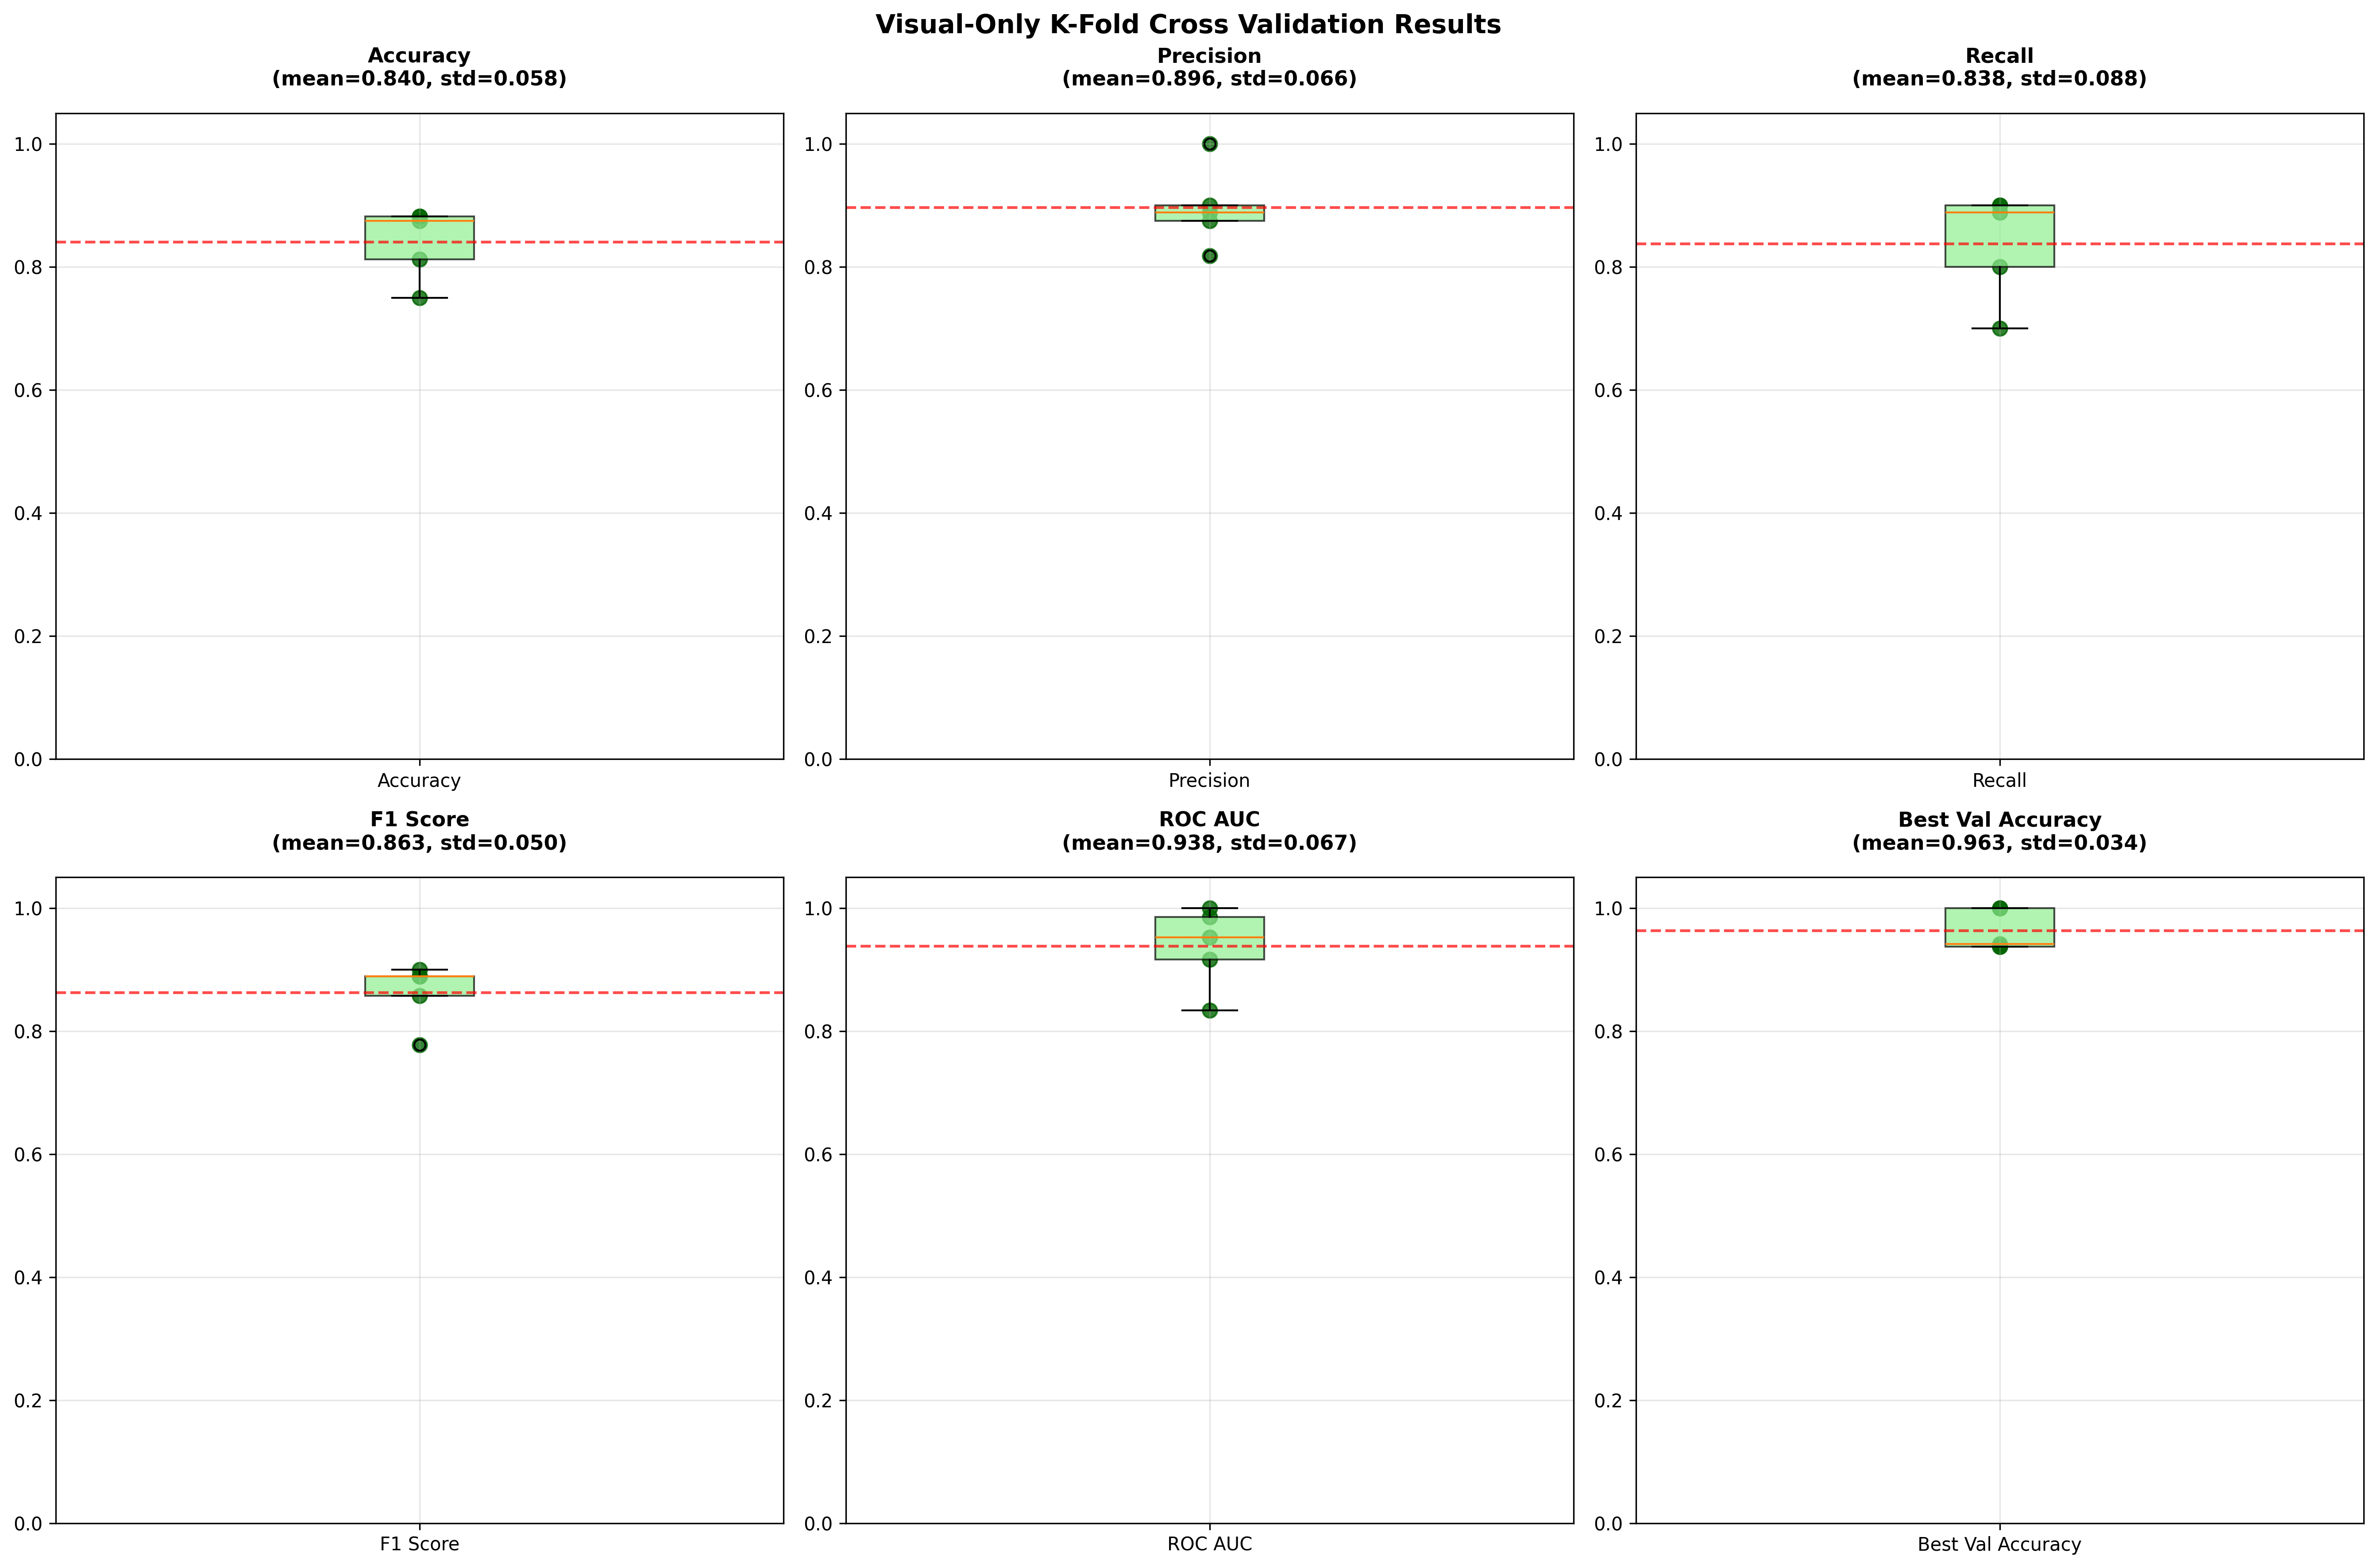 Visual-Only K-Fold Cross Validation Results
Accuracy
(mean=0.840, std=0.058)
1.0
0.8
0.6
0.4
0.2
0.0
Accuracy
Precision
(mean=0.896, std=0.066)
1.0
0.8
0.6
0.4
0.2
0.0
Precision
Recall
(mean=0.838, std=0.088)
1.0
0.8
0.6
0.4
0.2
0.0
Recall
F1 Score
(mean=0.863, std=0.050)
1.0
0.8
0.6
0.4
0.2
0.0
F1 Score
ROC AUC
(mean=0.938, std=0.067)
1.0
0.8
0.6
0.4
0.2
0.0
ROC AUC
Best Val Accuracy
(mean=0.963, std=0.034)
1.0
0.8
0.6
0.4
0.2
0.0
Best Val Accuracy